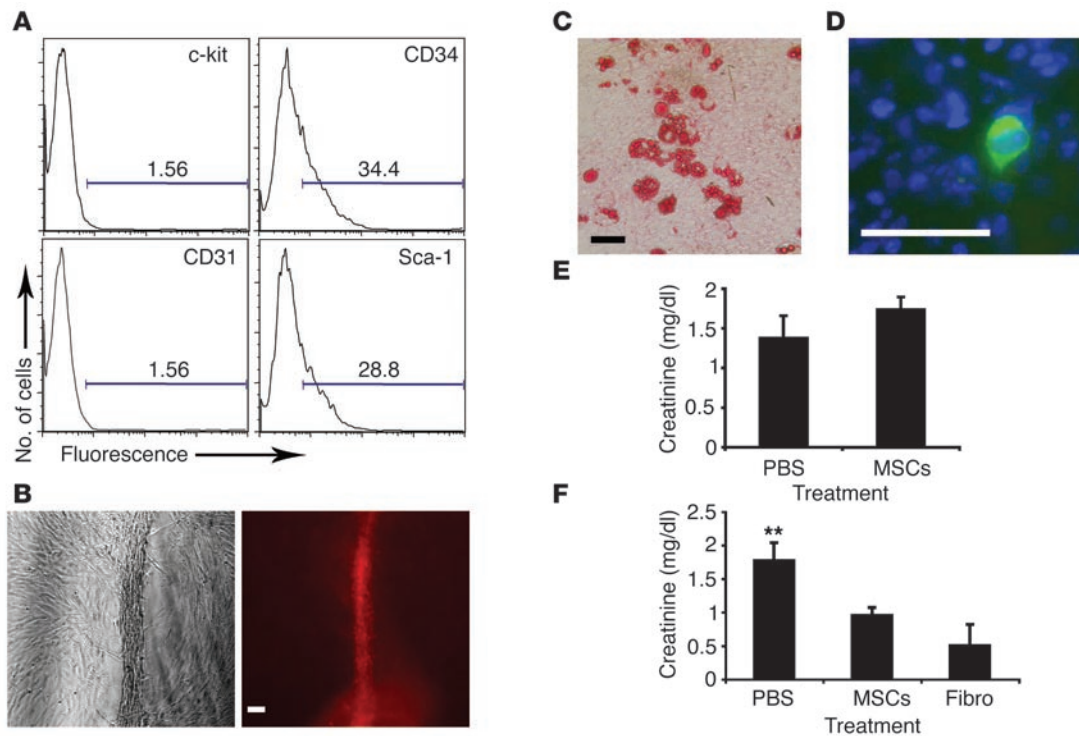 A
c-kit
1.56
CD34
34.4
CD31
1.56
Sca-1
28.8
No. of cells
Fluorescence
B
C
D
E
Creatinine (mg/dl)
2
1.5
1
0.5
0
PBS MSCs
Treatment
F
Creatinine (mg/dl)
2.5
2
1.5
1
0.5
0
**
PBS MSCs Fibro
Treatment